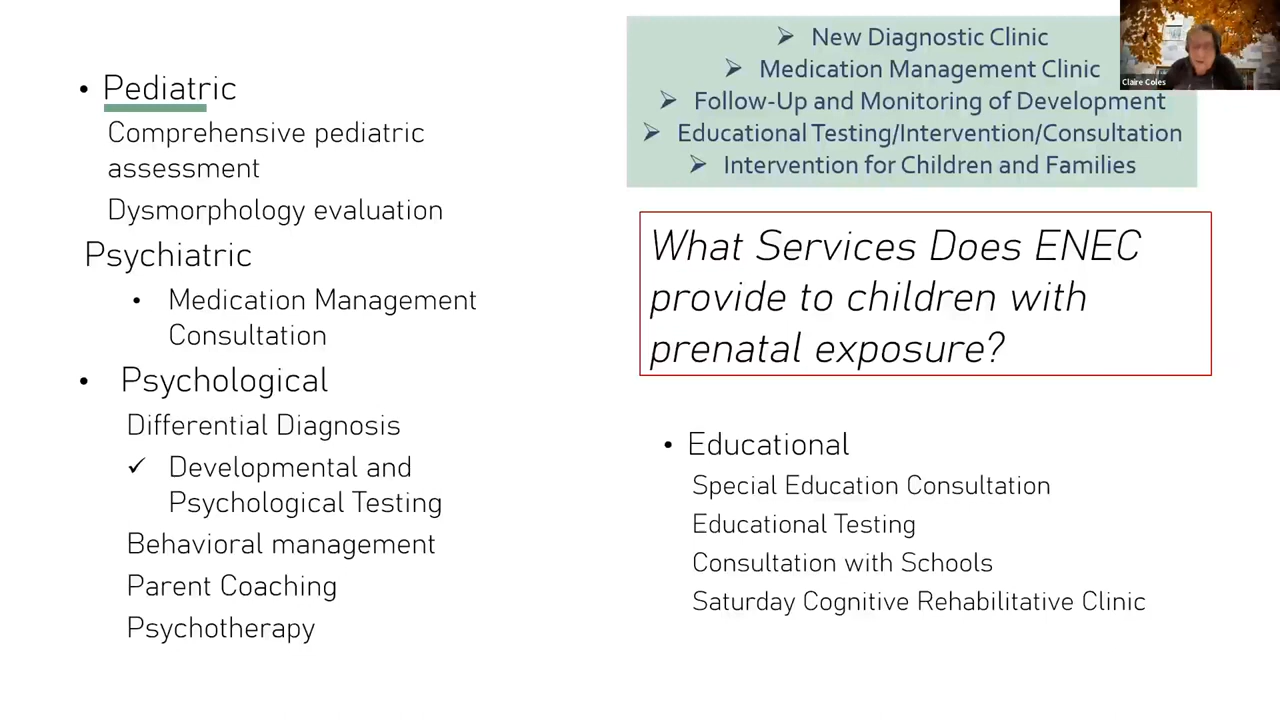 • Pediatric
Comprehensive pediatric
assessment
Dysmorphology evaluation
Psychiatric
• Medication Management
Consultation
• Psychological
Differential Diagnosis
✓ Developmental and
Psychological Testing
Behavioral management
Parent Coaching
Psychotherapy
➢ New Diagnostic Clinic
➢ Medication Management Clinic
➢ Follow-Up and Monitoring of Development
➢ Educational Testing/Intervention/Consultation
➢ Intervention for Children and Families
Claire Coles
What Services Does ENEC
provide to children with
prenatal exposure?
• Educational
Special Education Consultation
Educational Testing
Consultation with Schools
Saturday Cognitive Rehabilitative Clinic